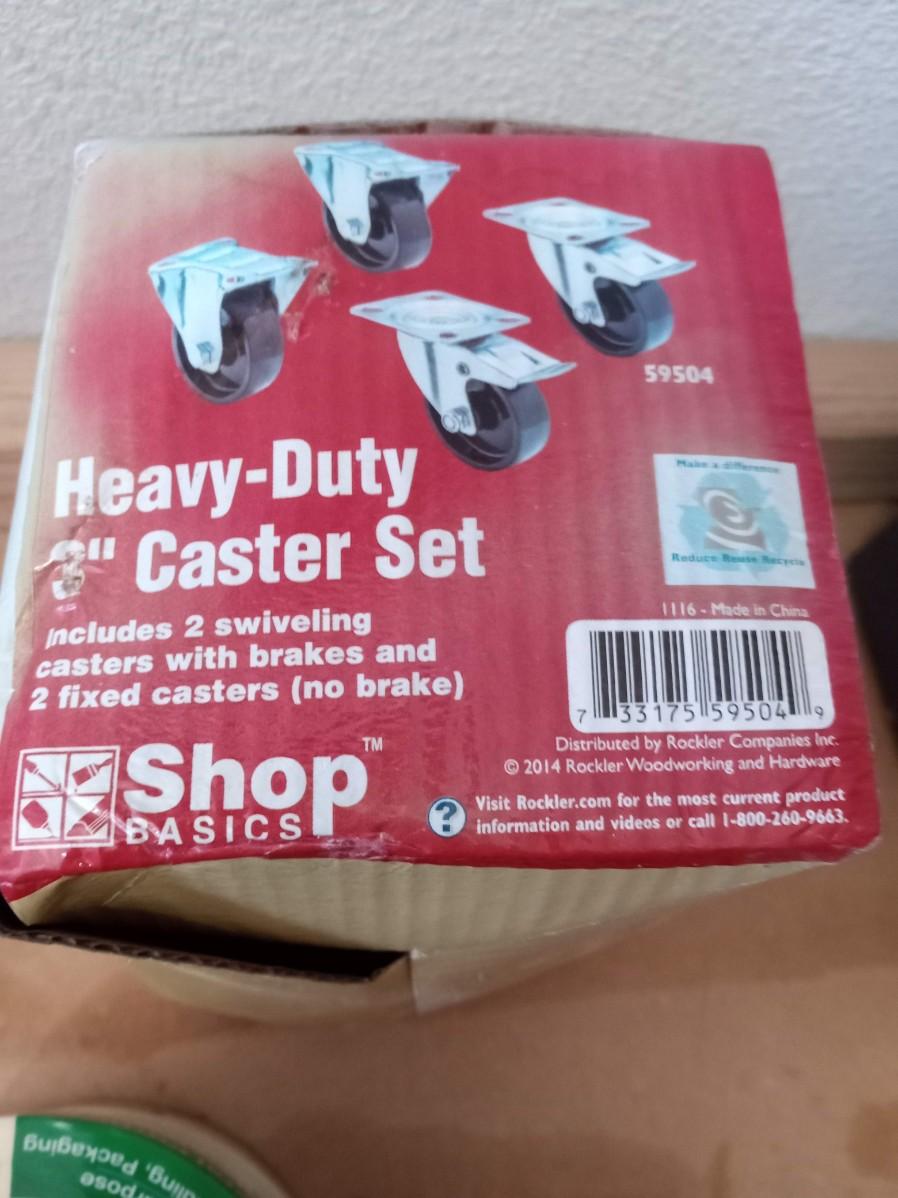 59504
Heavy-Duty
" Caster Set
Includes 2 swiveling
casters with brakes and
2 fixed casters (no brake)
Make a difference
Reduce Reuse Recycle
1116 - Made in China
7 33175 59504 9
Distributed by Rockler Companies Inc.
© 2014 Rockler Woodworking and Hardware
Shop™
BASICS
?
Visit Rockler.com for the most current product
information and videos or call 1-800-260-9663.
Packaging